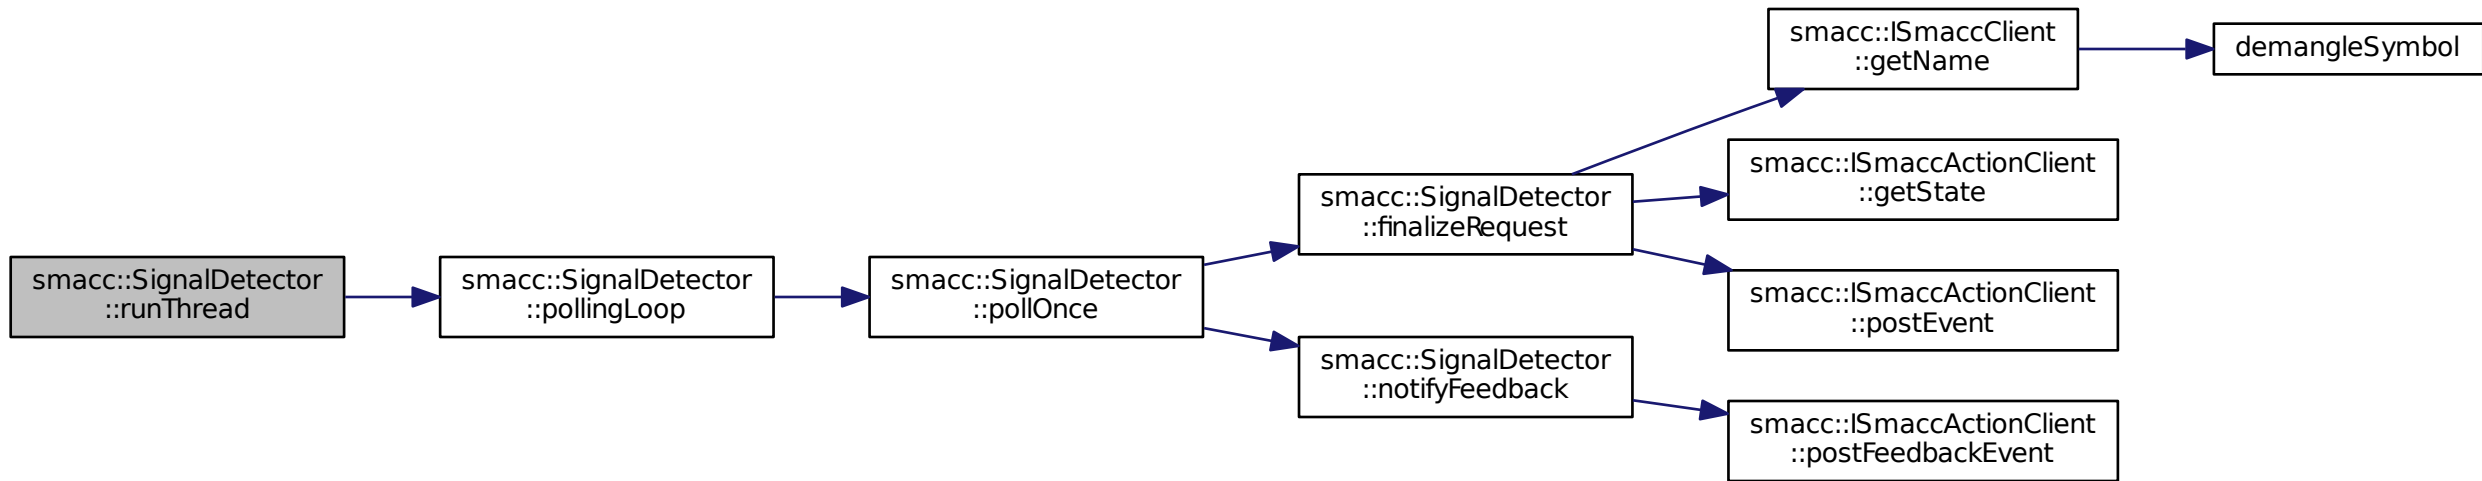 smacc::SignalDetector
::runThread
smacc::SignalDetector
::pollingLoop
smacc::SignalDetector
::pollOnce
smacc::SignalDetector
::finalizeRequest
smacc::ISmaccClient
::getName
demangleSymbol
smacc::ISmaccActionClient
::getState
smacc::ISmaccActionClient
::postEvent
smacc::SignalDetector
::notifyFeedback
smacc::ISmaccActionClient
::postFeedbackEvent